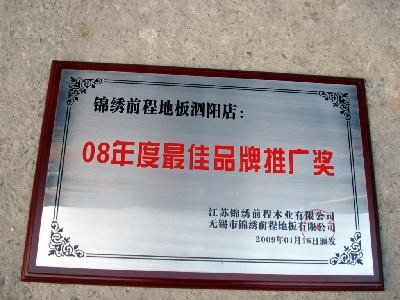 锦绣前程地板泗阳店：
08年度最佳品牌推广奖
江苏锦绣前程木业有限公司
无锡市锦绣前程地板有限公司
2009年01月16日颁发